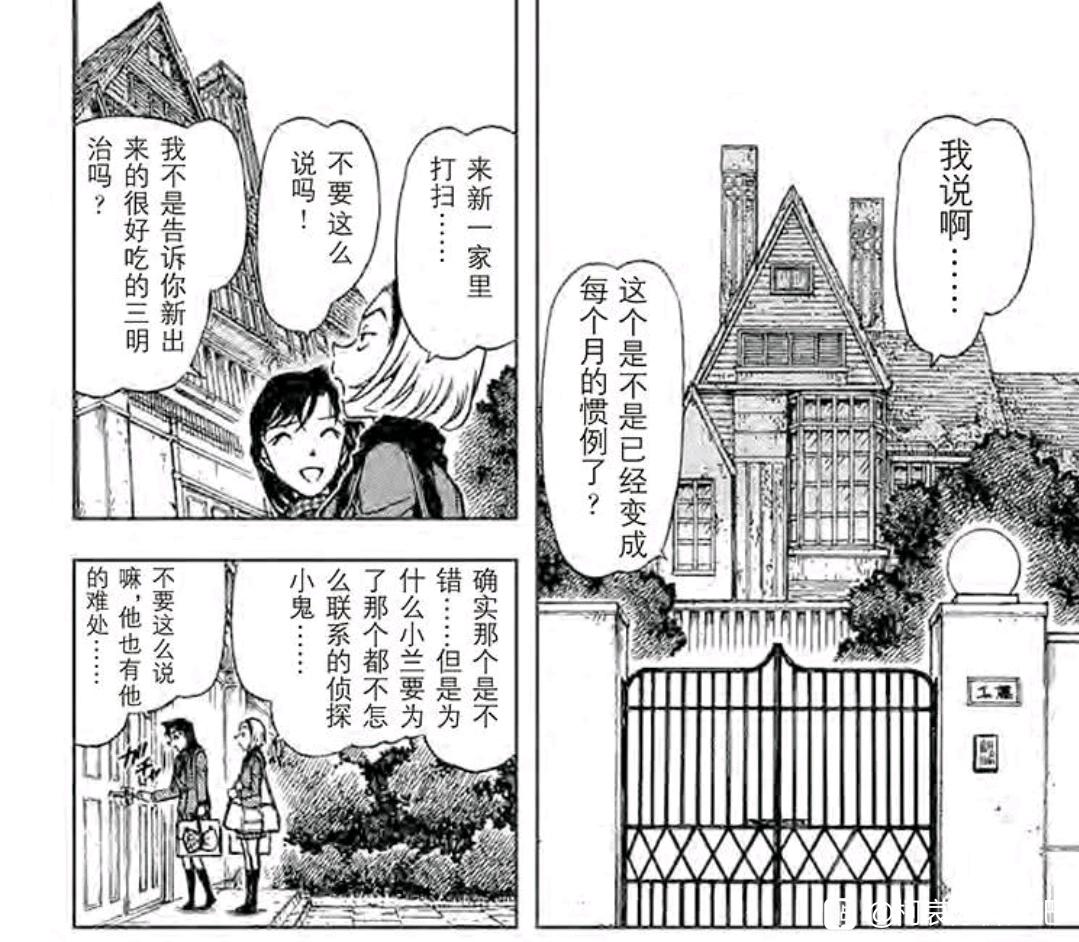 我说啊……
这个是不是已经变成
每个月的惯例了？
工藤
来新一家里
打扫……
不要这么
说吗！
我不是告诉你新出
来的很好吃的三明
治吗？
确实那个是不
错……但是为
什么小兰要为
了那个都不怎
么联系的侦探
小鬼……
不要这么说
嘛，他也有他
的难处……
ガチャ